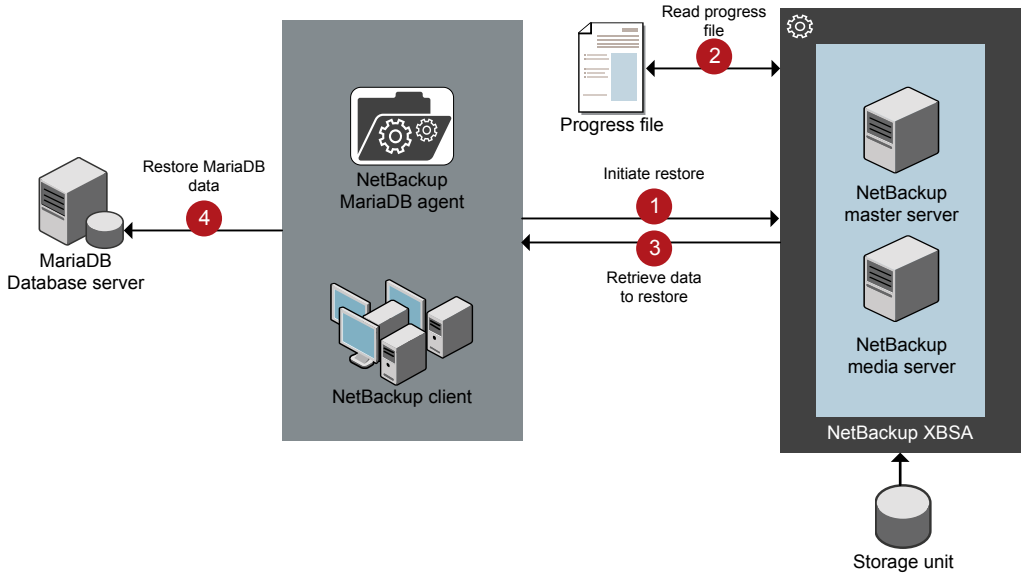 Read progress
file
2
Progress file
NetBackup
MariaDB agent
Restore MariaDB
data
4
Initiate restore
1
3
Retrieve data
to restore
MariaDB
Database server
NetBackup client
NetBackup
master server
NetBackup
media server
NetBackup XBSA
Storage unit